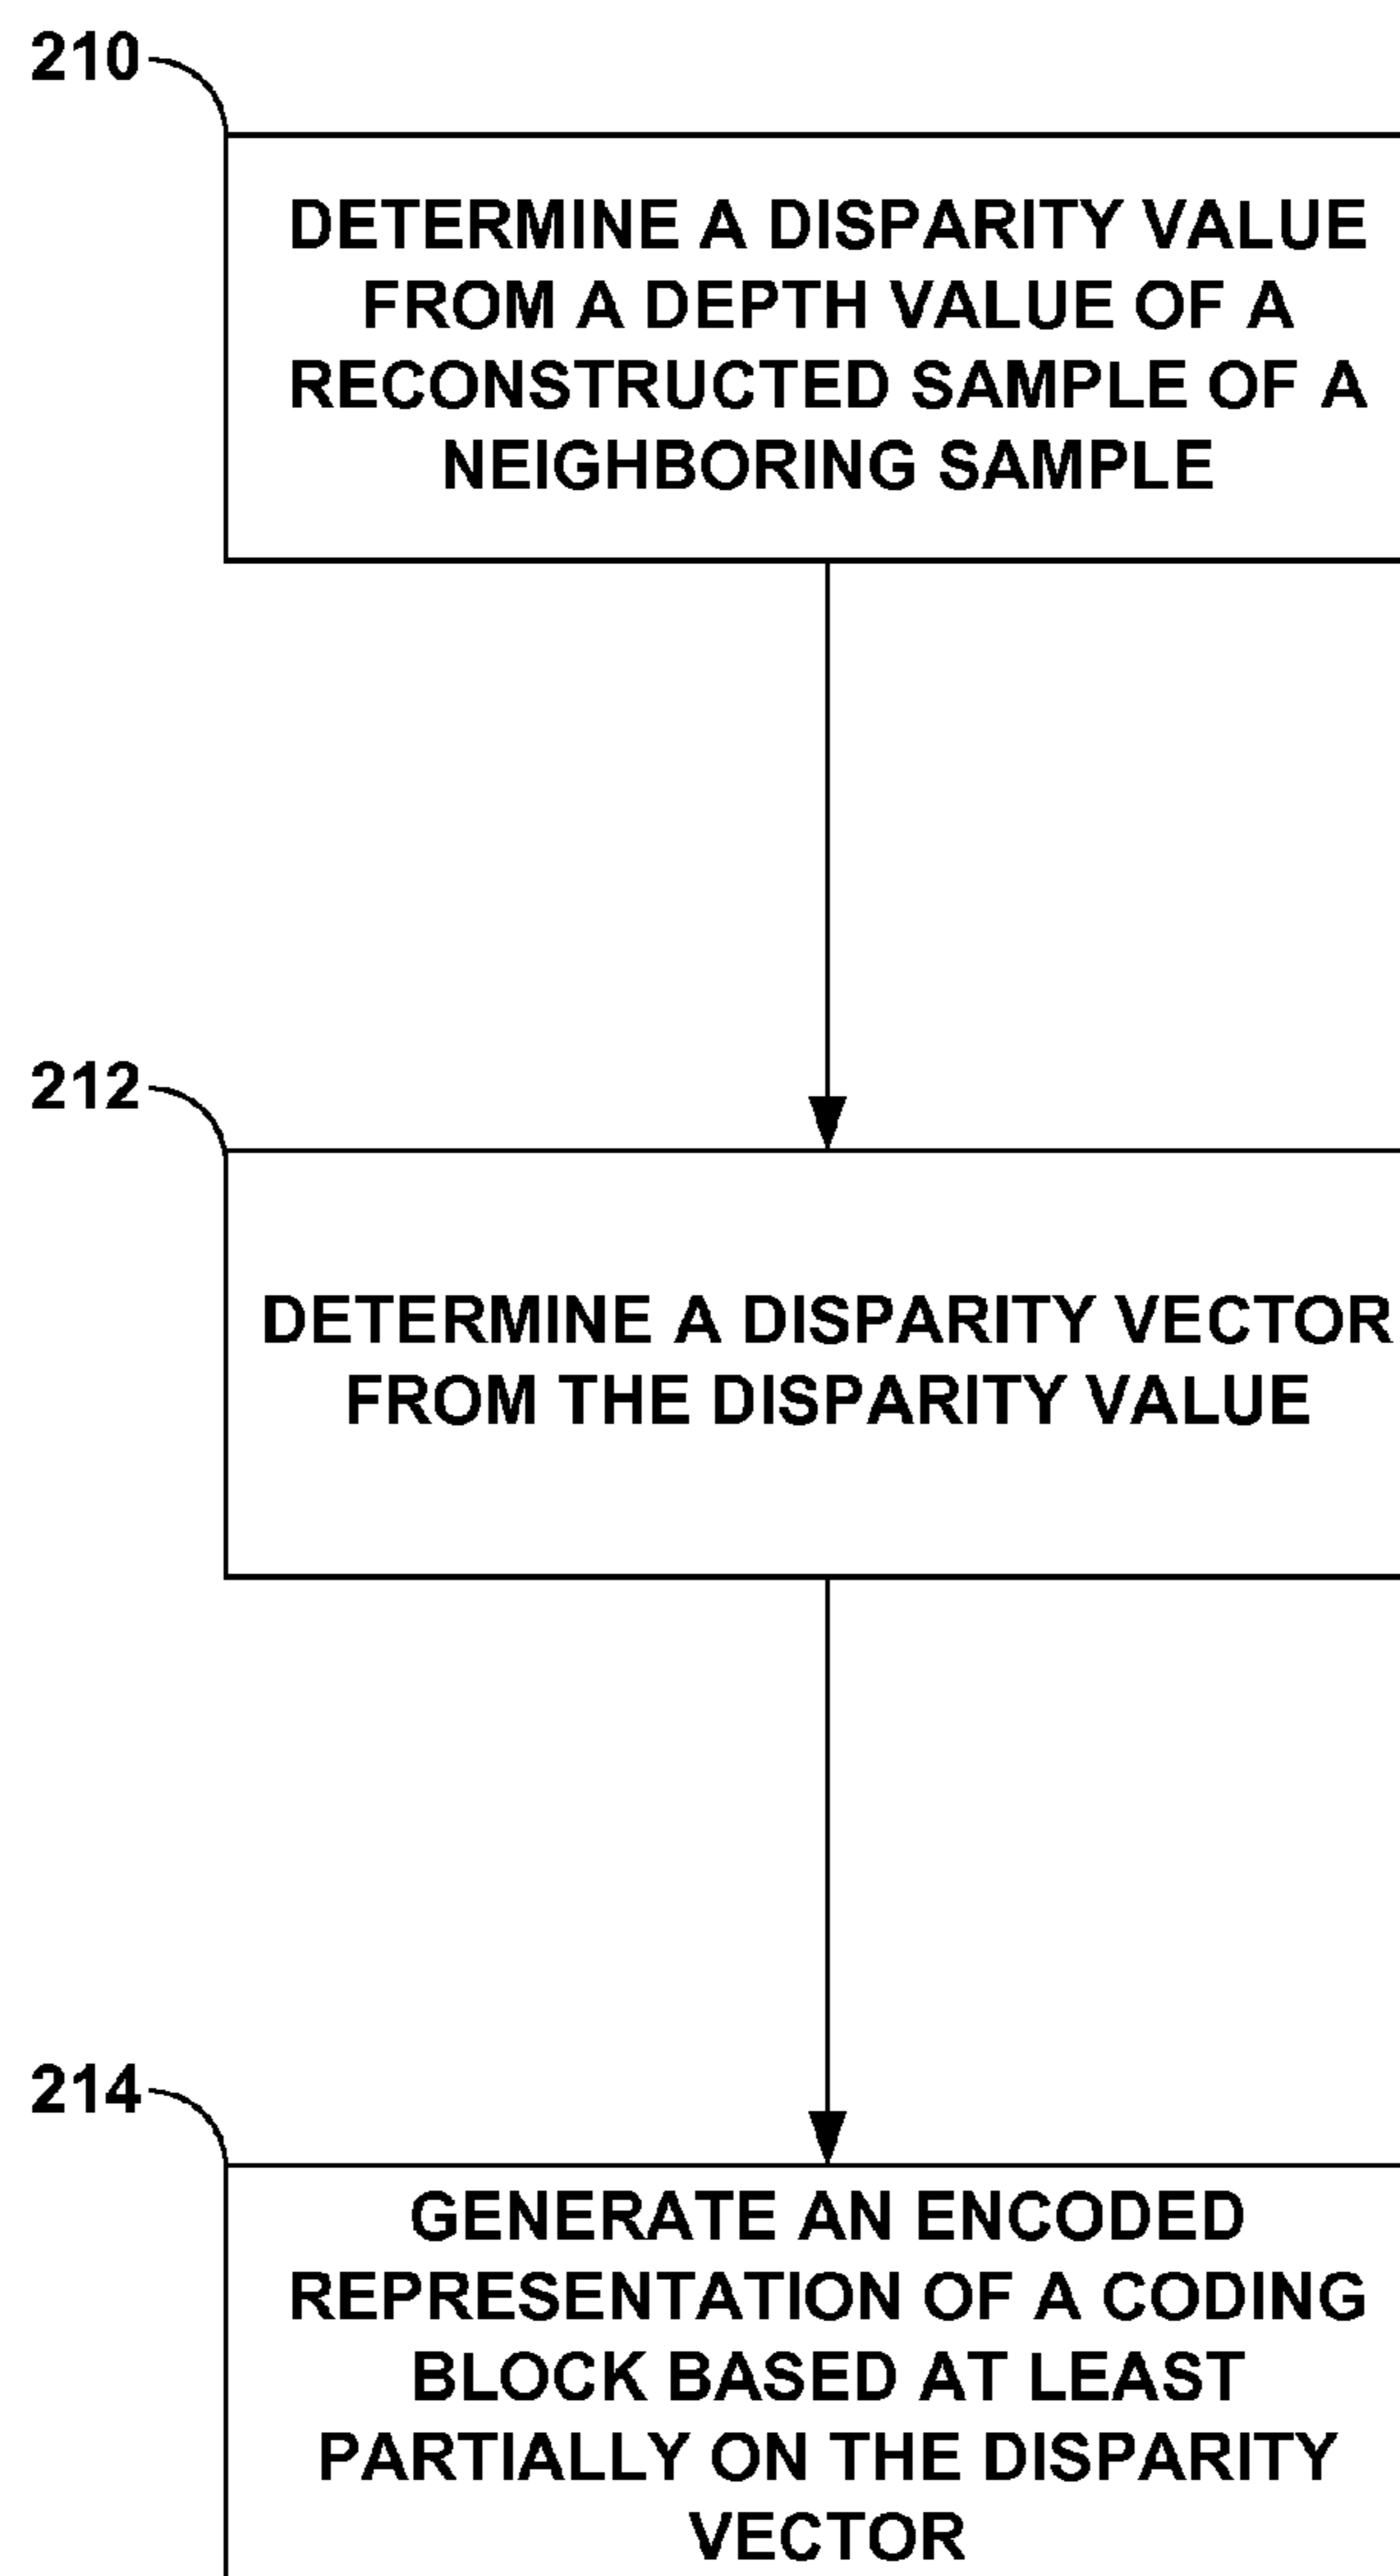 210
DETERMINE A DISPARITY VALUE
FROM A DEPTH VALUE OF A
RECONSTRUCTED SAMPLE OF A
NEIGHBORING SAMPLE
212
DETERMINE A DISPARITY VECTOR
FROM THE DISPARITY VALUE
214
GENERATE AN ENCODED
REPRESENTATION OF A CODING
BLOCK BASED AT LEAST
PARTIALLY ON THE DISPARITY
VECTOR